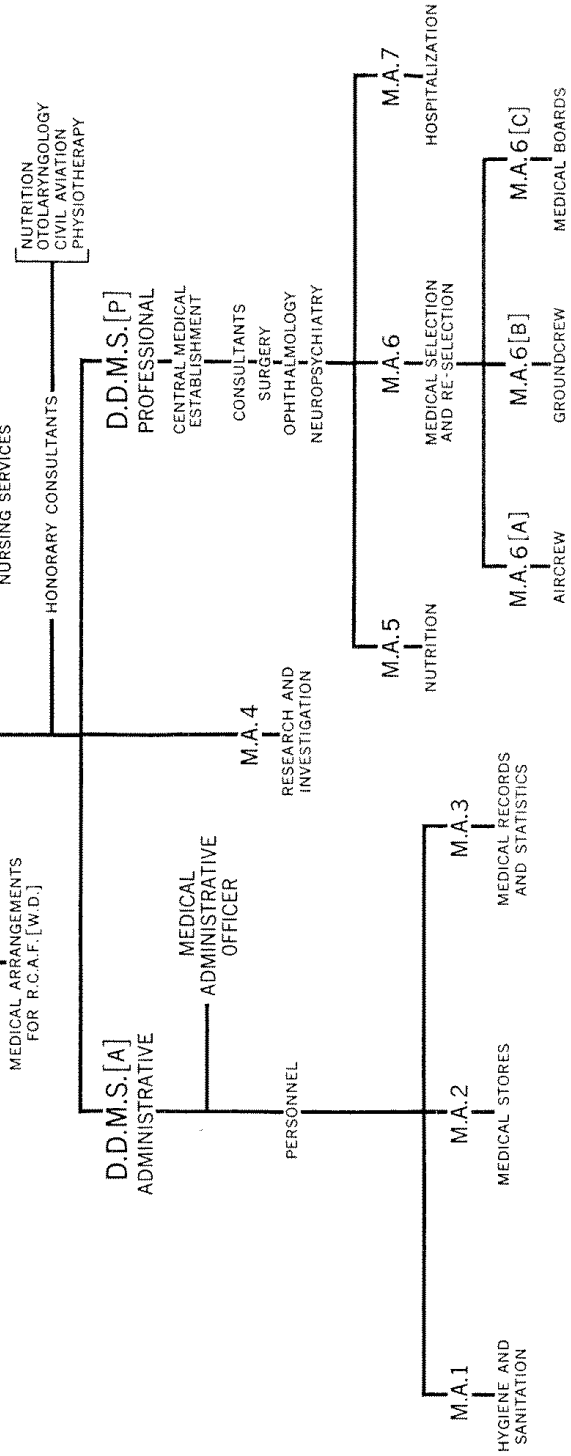 NURSING SERVICES
MEDICAL ARRANGEMENTS
FOR R.C.A.F. [W.D.]
HONORARY CONSULTANTS
NUTRITION
OTOLARYNGOLOGY
CIVIL AVIATION
PHYSIOTHERAPY
D.D.M.S.[A]
ADMINISTRATIVE
MEDICAL
ADMINISTRATIVE
OFFICER
PERSONNEL
M.A.1
HYGIENE AND
SANITATION
M.A.2
MEDICAL STORES
M.A.3
MEDICAL RECORDS
AND STATISTICS
M.A.4
RESEARCH AND
INVESTIGATION
D.D.M.S.[P]
PROFESSIONAL
CENTRAL MEDICAL
ESTABLISHMENT
CONSULTANTS
SURGERY
OPHTHALMOLOGY
NEUROPSYCHIATRY
M.A.5
NUTRITION
M.A.6
MEDICAL SELECTION
AND RE-SELECTION
M.A.7
HOSPITALIZATION
M.A.6[A]
AIRCREW
M.A.6[B]
GROUNDCREW
M.A.6[C]
MEDICAL BOARDS